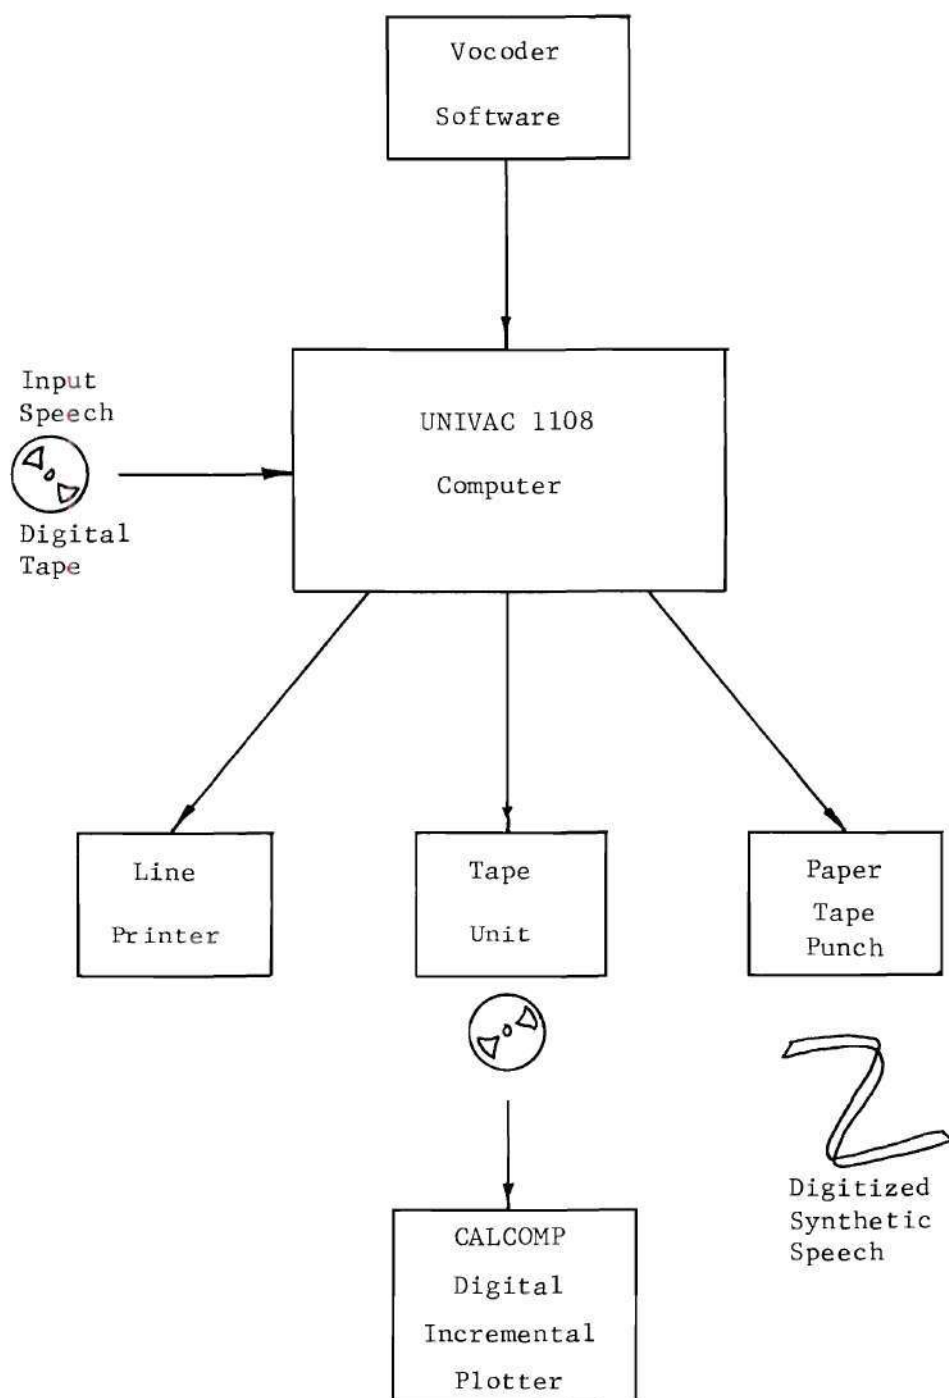 Vocoder
Software
Input
Speech
UNIVAC 1108
Computer
Digital
Tape
Line
Printer
Tape
Unit
Paper
Tape
Punch
Digitized
Synthetic
Speech
CALCOMP
Digital
Incremental
Plotter